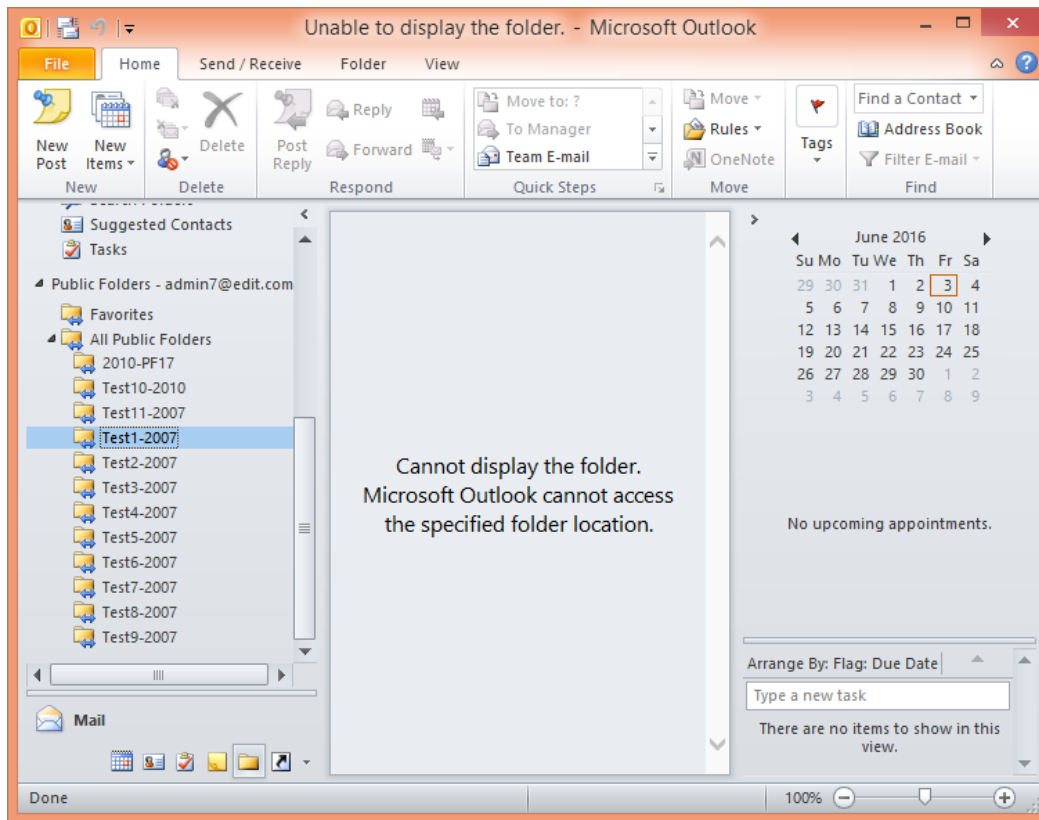 Unable to display the folder. - Microsoft Outlook
File Home Send / Receive Folder View
New Post
New Items
Delete
Post Reply
Reply
Forward
Move to: ?
To Manager
Team E-mail
Move
Rules
OneNote
Tags
Find a Contact
Address Book
Filter E-mail
New Delete Respond Quick Steps Move Find
Suggested Contacts
Tasks
Public Folders - admin7@edit.com
Favorites
All Public Folders
2010-PF17
Test10-2010
Test11-2007
Test1-2007
Test2-2007
Test3-2007
Test4-2007
Test5-2007
Test6-2007
Test7-2007
Test8-2007
Test9-2007
Mail
Cannot display the folder.
Microsoft Outlook cannot access
the specified folder location.
June 2016
Su Mo Tu We Th Fr Sa
29 30 31 1 2 3 4
5 6 7 8 9 10 11
12 13 14 15 16 17 18
19 20 21 22 23 24 25
26 27 28 29 30 1 2
3 4 5 6 7 8 9
No upcoming appointments.
Arrange By: Flag: Due Date
Type a new task
There are no items to show in this
view.
Done 100%